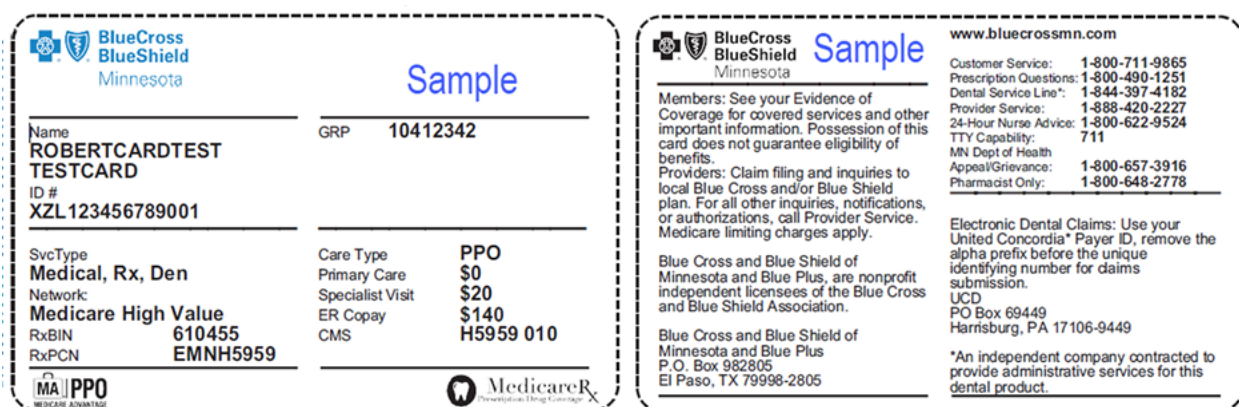 BlueCross
BlueShield
Minnesota
Sample
Name
ROBERTCARDTEST
TESTCARD
ID #
XZL123456789001
GRP 10412342
SvcType
Medical, Rx, Den
Network:
Medicare High Value
RxBIN 610455
RxPCN EMNH5959
Care Type PPO
Primary Care $0
Specialist Visit $20
ER Copay $140
CMS H5959 010
MA PPO
MEDICARE ADVANTAGE
MedicareRx
Prescription Drug Coverage
BlueCross
BlueShield
Minnesota
Sample
Members: See your Evidence of
Coverage for covered services and other
important information. Possession of this
card does not guarantee eligibility of
benefits.
Providers: Claim filing and inquiries to
local Blue Cross and/or Blue Shield
plan. For all other inquiries, notifications,
or authorizations, call Provider Service.
Medicare limiting charges apply.
Blue Cross and Blue Shield of
Minnesota and Blue Plus, are nonprofit
independent licensees of the Blue Cross
and Blue Shield Association.
Blue Cross and Blue Shield of
Minnesota and Blue Plus
P.O. Box 982805
El Paso, TX 79998-2805
www.bluecrossmn.com
Customer Service: 1-800-711-9865
Prescription Questions: 1-800-490-1251
Dental Service Line*: 1-844-397-4182
Provider Service: 1-888-420-2227
24-Hour Nurse Advice: 1-800-622-9524
TTY Capability: 711
MN Dept of Health
Appeal/Grievance: 1-800-657-3916
Pharmacist Only: 1-800-648-2778
Electronic Dental Claims: Use your
United Concordia* Payer ID, remove the
alpha prefix before the unique
identifying number for claims
submission.
UCD
PO Box 69449
Harrisburg, PA 17106-9449
*An independent company contracted to
provide administrative services for this
dental product.